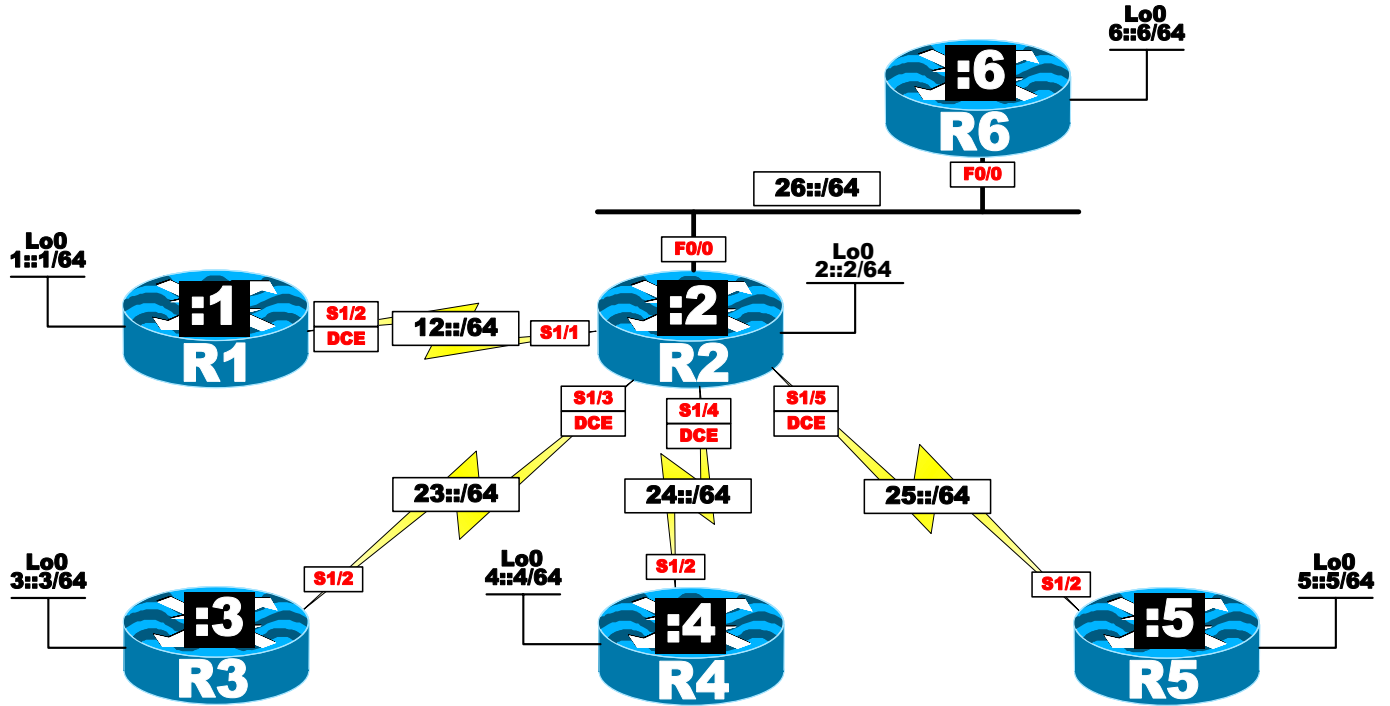 Lo0
6::6/64
:6
R6
F0/0
26::/64
F0/0
Lo0
1::1/64
Lo0
2::2/64
:1
R1
S1/2
DCE
12::/64
S1/1
:2
R2
S1/3
DCE
S1/4
DCE
S1/5
DCE
23::/64
24::/64
25::/64
Lo0
3::3/64
S1/2
:3
R3
Lo0
4::4/64
S1/2
:4
R4
S1/2
Lo0
5::5/64
:5
R5